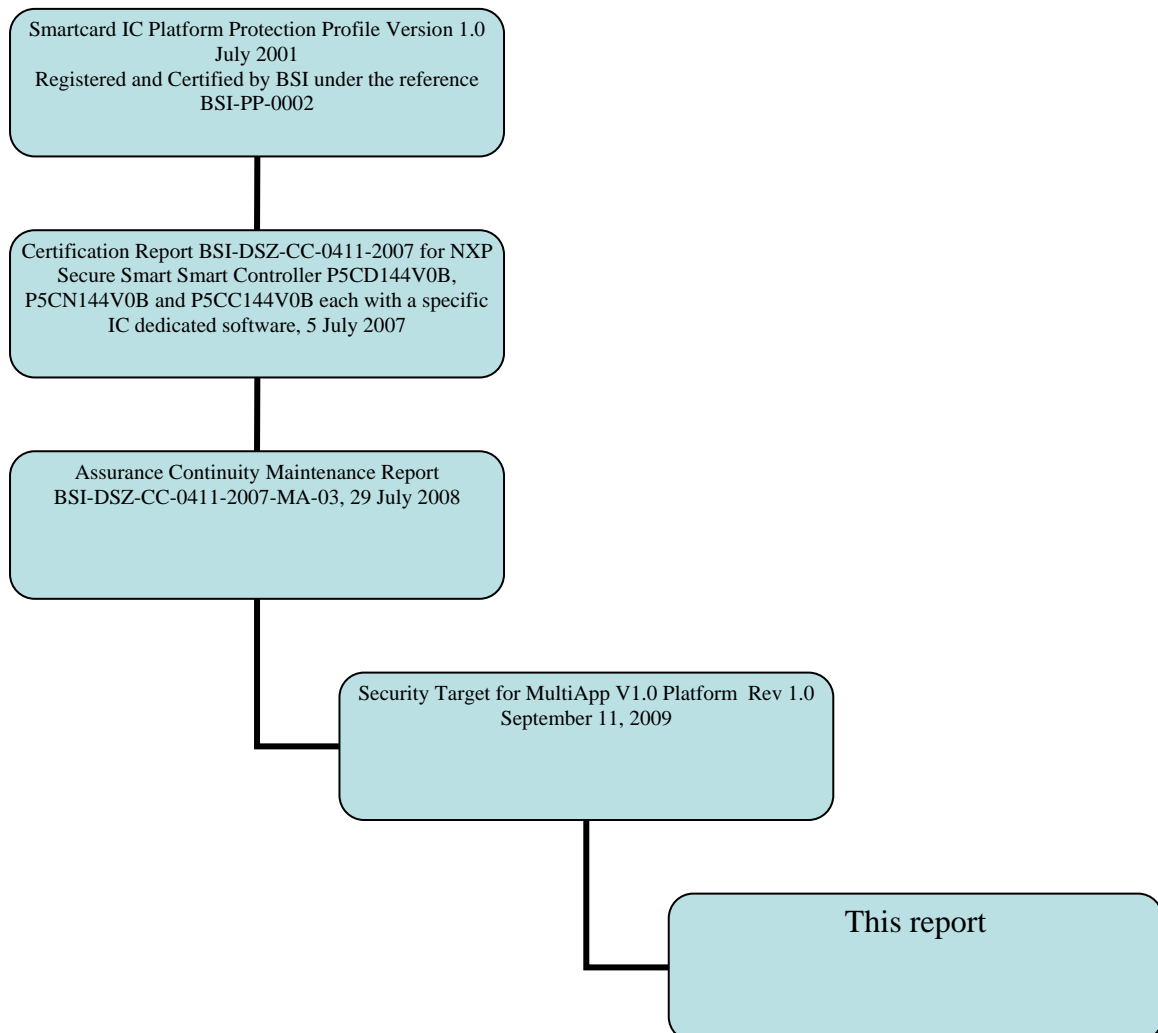 Smartcard IC Platform Protection Profile Version 1.0
July 2001
Registered and Certified by BSI under the reference
BSI-PP-0002
Certification Report BSI-DSZ-CC-0411-2007 for NXP
Secure Smart Smart Controller P5CD144V0B,
P5CN144V0B and P5CC144V0B each with a specific
IC dedicated software, 5 July 2007
Assurance Continuity Maintenance Report
BSI-DSZ-CC-0411-2007-MA-03, 29 July 2008
Security Target for MultiApp V1.0 Platform  Rev 1.0
September 11, 2009
This report